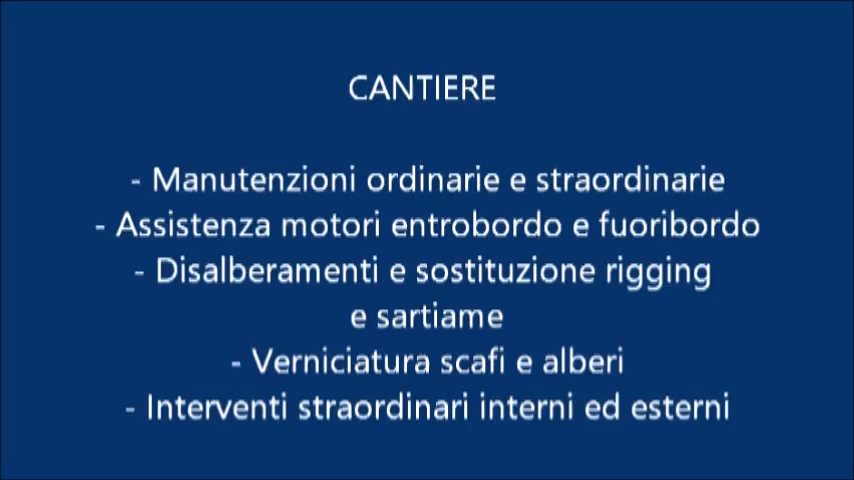 CANTIERE
- Manutenzioni ordinarie e straordinarie
- Assistenza motori entrobordo e fuoribordo
- Disalberamenti e sostituzione rigging
e sartiame
- Verniciatura scafi e alberi
- Interventi straordinari interni ed esterni